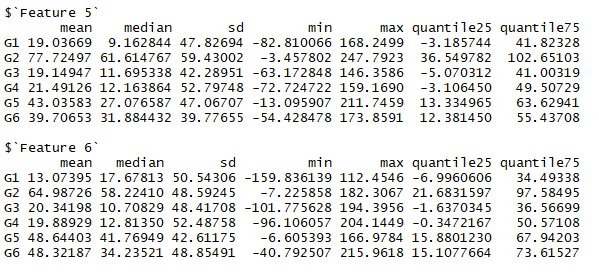 $`Feature 5`
mean median sd min max quantile25 quantile75
G1 19.03669 9.162844 47.82694 -82.810066 168.2499 -3.185744 41.82328
G2 77.72497 61.614767 59.43002 -3.457802 247.7923 36.549782 102.65103
G3 19.14947 11.695338 42.28951 -63.172848 146.3586 -5.070312 41.00319
G4 21.49126 12.163864 52.79748 -72.724722 159.1690 -3.106450 49.50729
G5 43.03583 27.076587 47.06707 -13.095907 211.7459 13.334965 63.62941
G6 39.70653 31.884432 39.77655 -54.428478 173.8591 12.381450 55.43708
$`Feature 6`
mean median sd min max quantile25 quantile75
G1 13.07395 17.67813 50.54306 -159.836139 112.4546 -6.9960606 34.49338
G2 64.98726 58.22410 48.59245 -7.225858 182.3067 21.6831597 97.58495
G3 20.34198 10.70829 48.41708 -101.775628 194.3956 -1.6370345 36.56699
G4 19.88929 12.81350 52.48758 -96.106057 204.1449 -0.3472167 50.57108
G5 48.64403 41.76949 42.61175 -6.605393 166.9784 15.8801230 67.94203
G6 48.32187 34.23521 48.85491 -40.792507 215.9618 15.1077664 73.61527